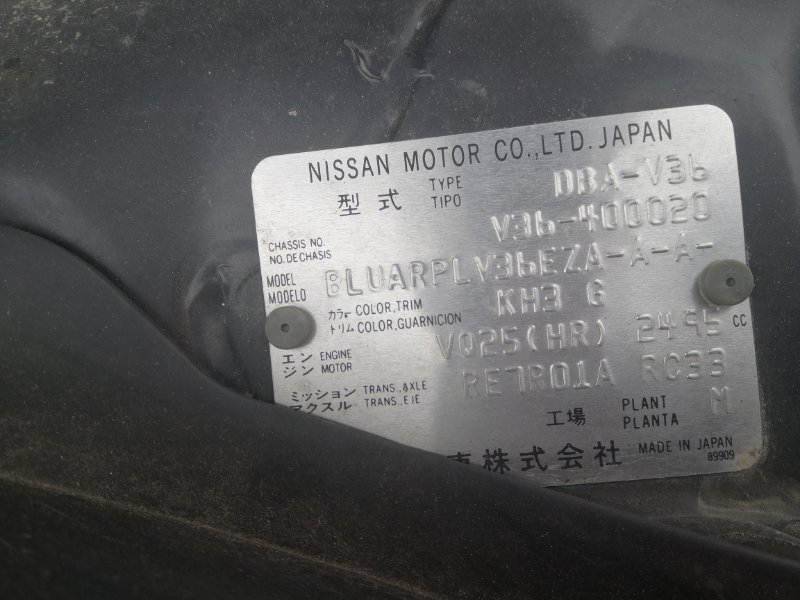 NISSAN MOTOR CO.,LTD. JAPAN
型式 TYPE TIPO DBA-V36
CHASSIS NO. NO. DE CHASIS V36-400020
MODEL MODELO BLUARPLV36EZA-A-A-
カラー COLOR,TRIM トリム COLOR,GUARNICION KH3 G
エンジン ENGINE MOTOR VQ25(HR) 2495 cc
ミッション TRANS.,AXLE アクスル TRANS.,EJE RE7R01A RC33
工場 PLANT PLANTA M
車株式会社 MADE IN JAPAN
89909